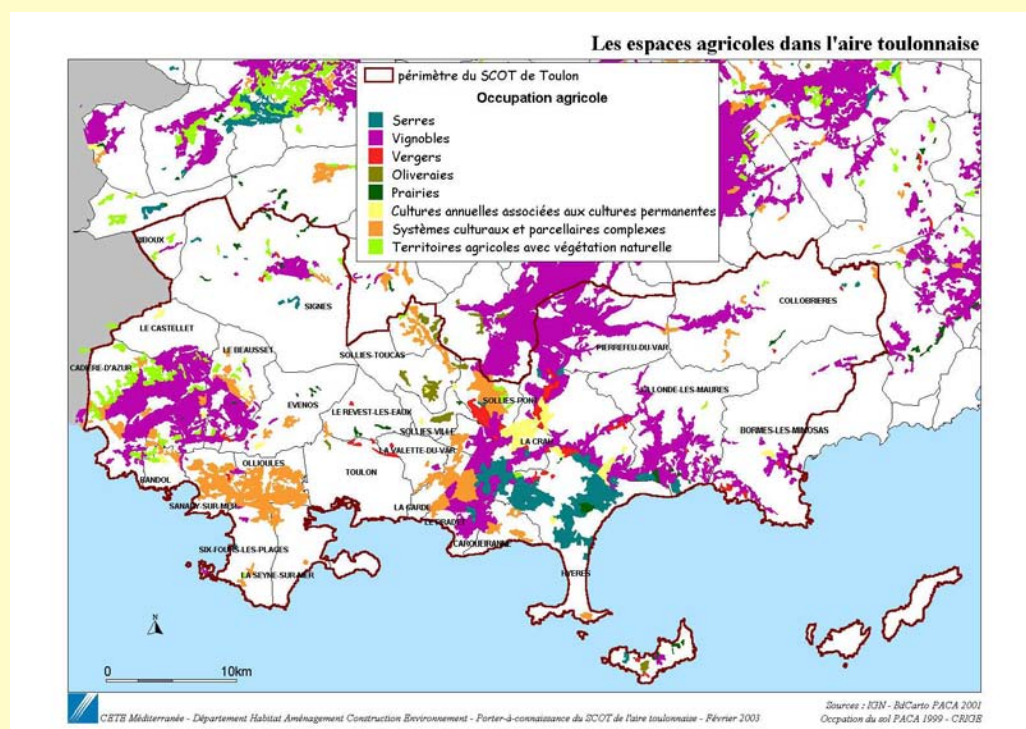 Les espaces agricoles dans l'aire toulonnaise
périmètre du SCOT de Toulon
Occupation agricole
Serres
Vignobles
Vergers
Oliveraies
Prairies
Cultures annuelles associées aux cultures permanentes
Systèmes culturaux et parcellaires complexes
Territoires agricoles avec végétation naturelle
RIBOUX
SIGNES
COLLOBRIERES
LE CASTELLET
LE BEAUSSET
SOLLIES-TOUCAS
PIERREFEU-DU-VAR
CADIERE-D'AZUR
LA LONDE-LES-MAURES
EVENOS
SOLLIES-PONT
LE REVEST-LES-EAUX
SOLLIES-VILLE
BORMES-LES-MIMOSAS
LA CRAU
LA VALETTE-DU-VAR
OLLIOULES
TOULON
BANDOL
SANARY-SUR-MER
LA GARDE
LE PRADET
CARQUEIRANNE
SIX-FOURS-LES-PLAGES
LA SEYNE-SUR-MER
HYERES
N
0 10km
CETE Méditerranée - Département Habitat Aménagement Construction Environnement - Porter-à-connaissance du SCOT de l'aire toulonnaise - Février 2003
Sources : IGN - BdCarto PACA 2001
Occpation du sol PACA 1999 - CRIGE